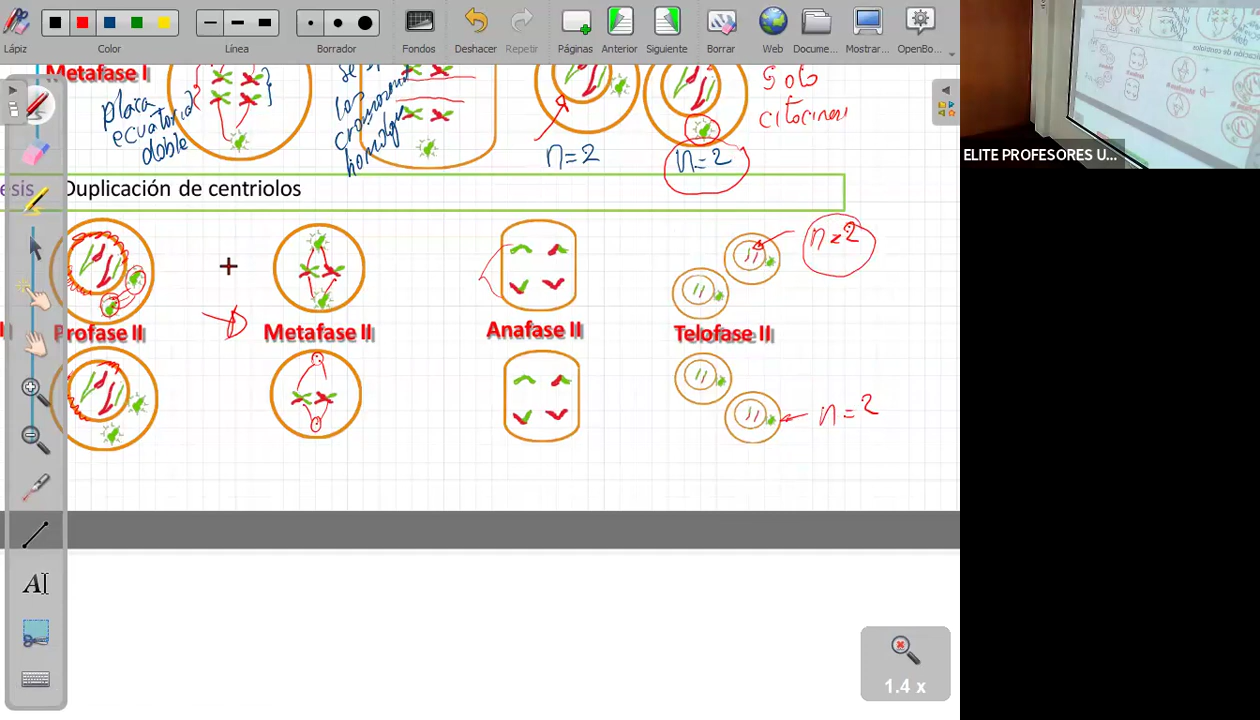 Lápiz Color Línea Borrador Fondos Deshacer Repetir Páginas Anterior Siguiente Borrar Web Docume... Mostrar... OpenBo...
Metafase I
placa
ecuatorial
doble
los
cromosomas
homólogos
n=2
n=2
Solo
citocinesis
esis Duplicación de centriolos
n=2
Profase II Metafase II Anafase II Telofase II
n=2
1.4 x
ELITE PROFESORES U...